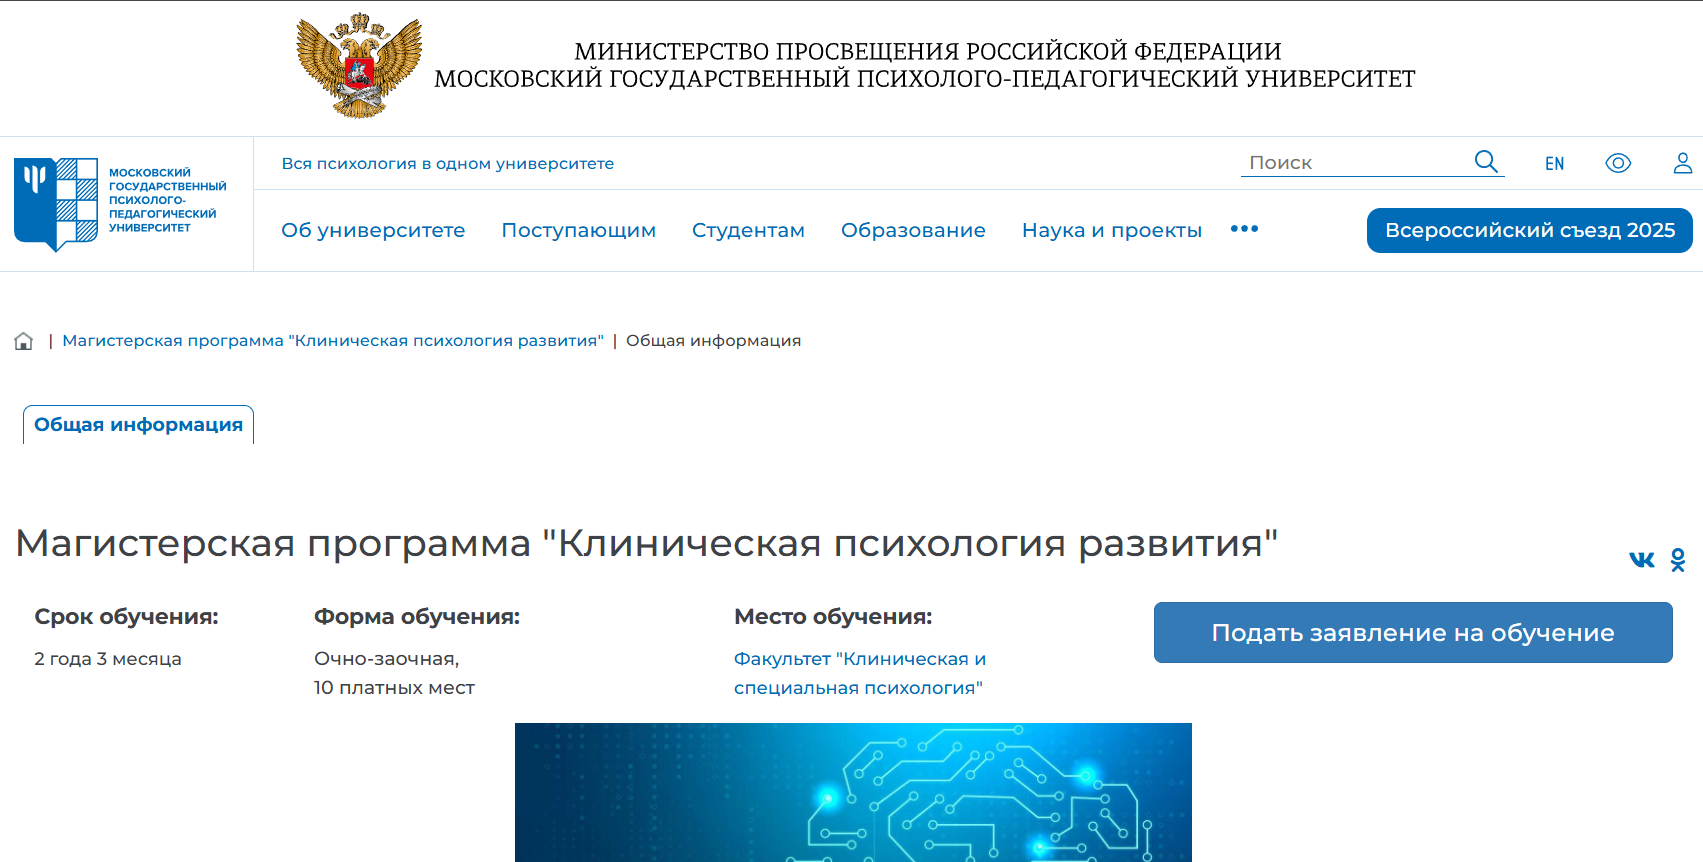 МИНИСТЕРСТВО ПРОСВЕЩЕНИЯ РОССИЙСКОЙ ФЕДЕРАЦИИ
МОСКОВСКИЙ ГОСУДАРСТВЕННЫЙ ПСИХОЛОГО-ПЕДАГОГИЧЕСКИЙ УНИВЕРСИТЕТ
МОСКОВСКИЙ
ГОСУДАРСТВЕННЫЙ
ПСИХОЛОГО-
ПЕДАГОГИЧЕСКИЙ
УНИВЕРСИТЕТ
Вся психология в одном университете
Поиск
EN
Об университете Поступающим Студентам Образование Наука и проекты •••
Всероссийский съезд 2025
| Магистерская программа "Клиническая психология развития" | Общая информация
Общая информация
Магистерская программа "Клиническая психология развития"
Срок обучения:
2 года 3 месяца
Форма обучения:
Очно-заочная,
10 платных мест
Место обучения:
Факультет "Клиническая и
специальная психология"
Подать заявление на обучение